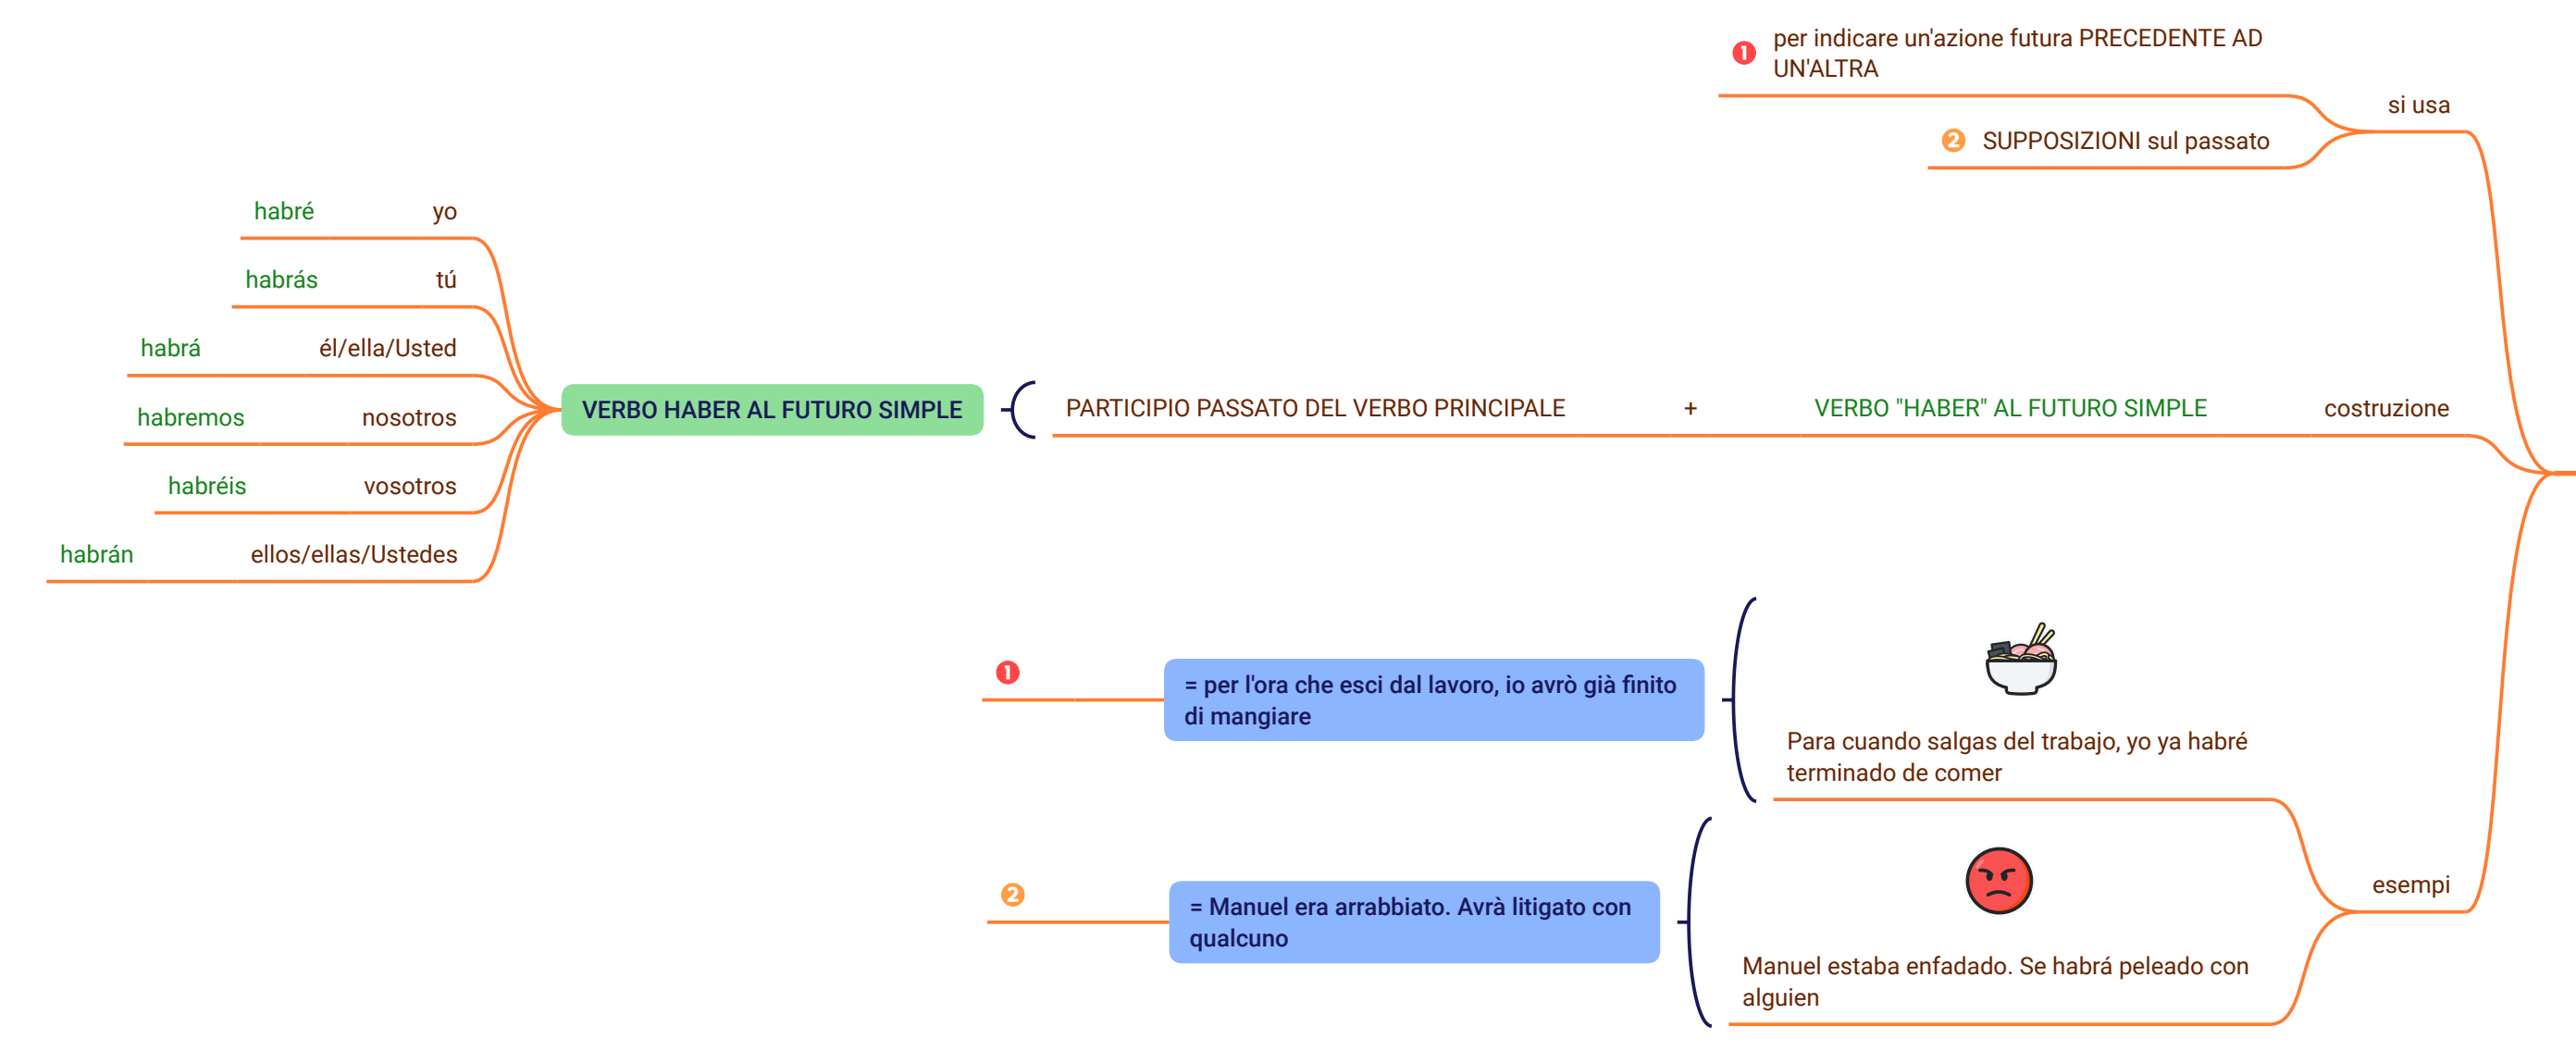 1 per indicare un'azione futura PRECEDENTE AD
UN'ALTRA
si usa
2 SUPPOSIZIONI sul passato
habré yo
habrás tú
habrá él/ella/Usted
habremos nosotros
habréis vosotros
habrán ellos/ellas/Ustedes
VERBO HABER AL FUTURO SIMPLE
PARTICIPIO PASSATO DEL VERBO PRINCIPALE + VERBO "HABER" AL FUTURO SIMPLE costruzione
1
= per l'ora che esci dal lavoro, io avrò già finito
di mangiare
Para cuando salgas del trabajo, yo ya habré
terminado de comer
esempi
2
= Manuel era arrabbiato. Avrà litigato con
qualcuno
Manuel estaba enfadado. Se habrá peleado con
alguien